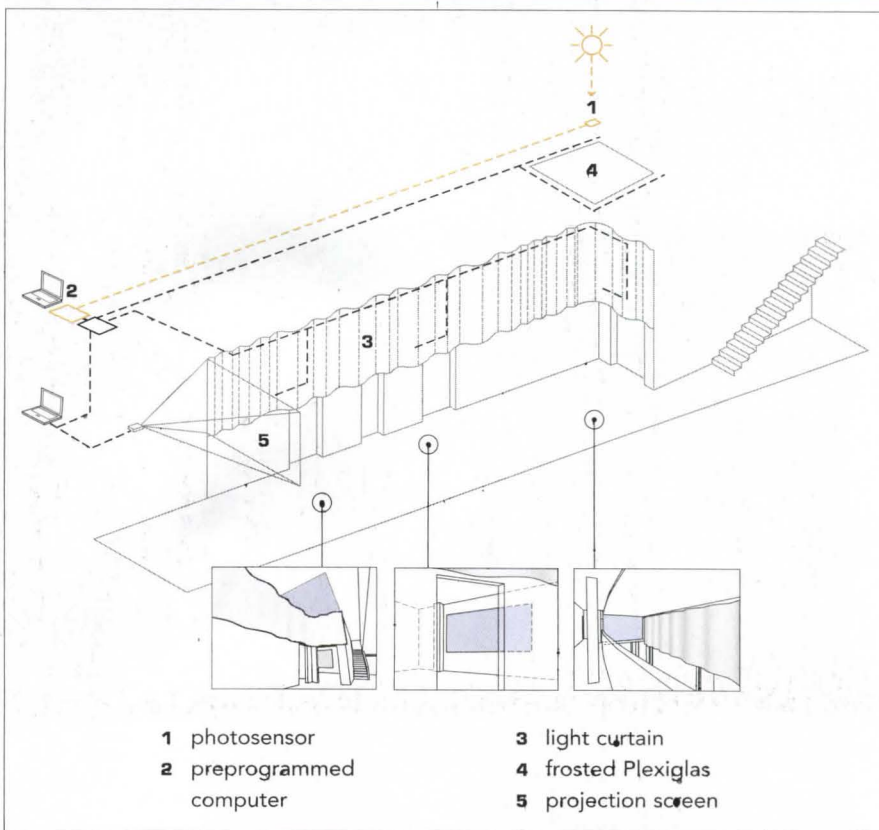 1
4
2
3
5
1 photosensor
2 preprogrammed
computer
3 light curtain
4 frosted Plexiglas
5 projection screen